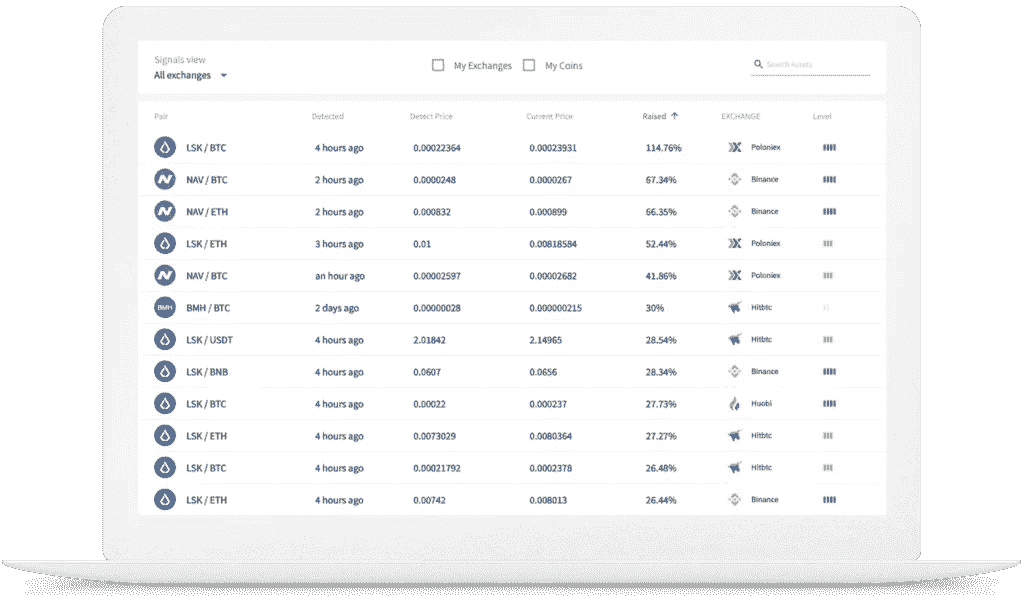 Signals view
All exchanges
My Exchanges My Coins
Search Assets
Pair Detected Detect Price Current Price Raised ↑ EXCHANGE Level
LSK / BTC 4 hours ago 0.00022364 0.00023931 114.76% Poloniex
NAV / BTC 2 hours ago 0.0000248 0.0000267 67.34% Binance
NAV / ETH 2 hours ago 0.000832 0.000899 66.35% Binance
LSK / ETH 3 hours ago 0.01 0.00818584 52.44% Poloniex
NAV / BTC an hour ago 0.00002597 0.00002682 41.86% Poloniex
BMH BMH / BTC 2 days ago 0.00000028 0.000000215 30% Hitbtc
LSK / USDT 4 hours ago 2.01842 2.14965 28.54% Hitbtc
LSK / BNB 4 hours ago 0.0607 0.0656 28.34% Binance
LSK / BTC 4 hours ago 0.00022 0.000237 27.73% Huobi
LSK / ETH 4 hours ago 0.0073029 0.0080364 27.27% Hitbtc
LSK / BTC 4 hours ago 0.00021792 0.0002378 26.48% Hitbtc
LSK / ETH 4 hours ago 0.00742 0.008013 26.44% Binance